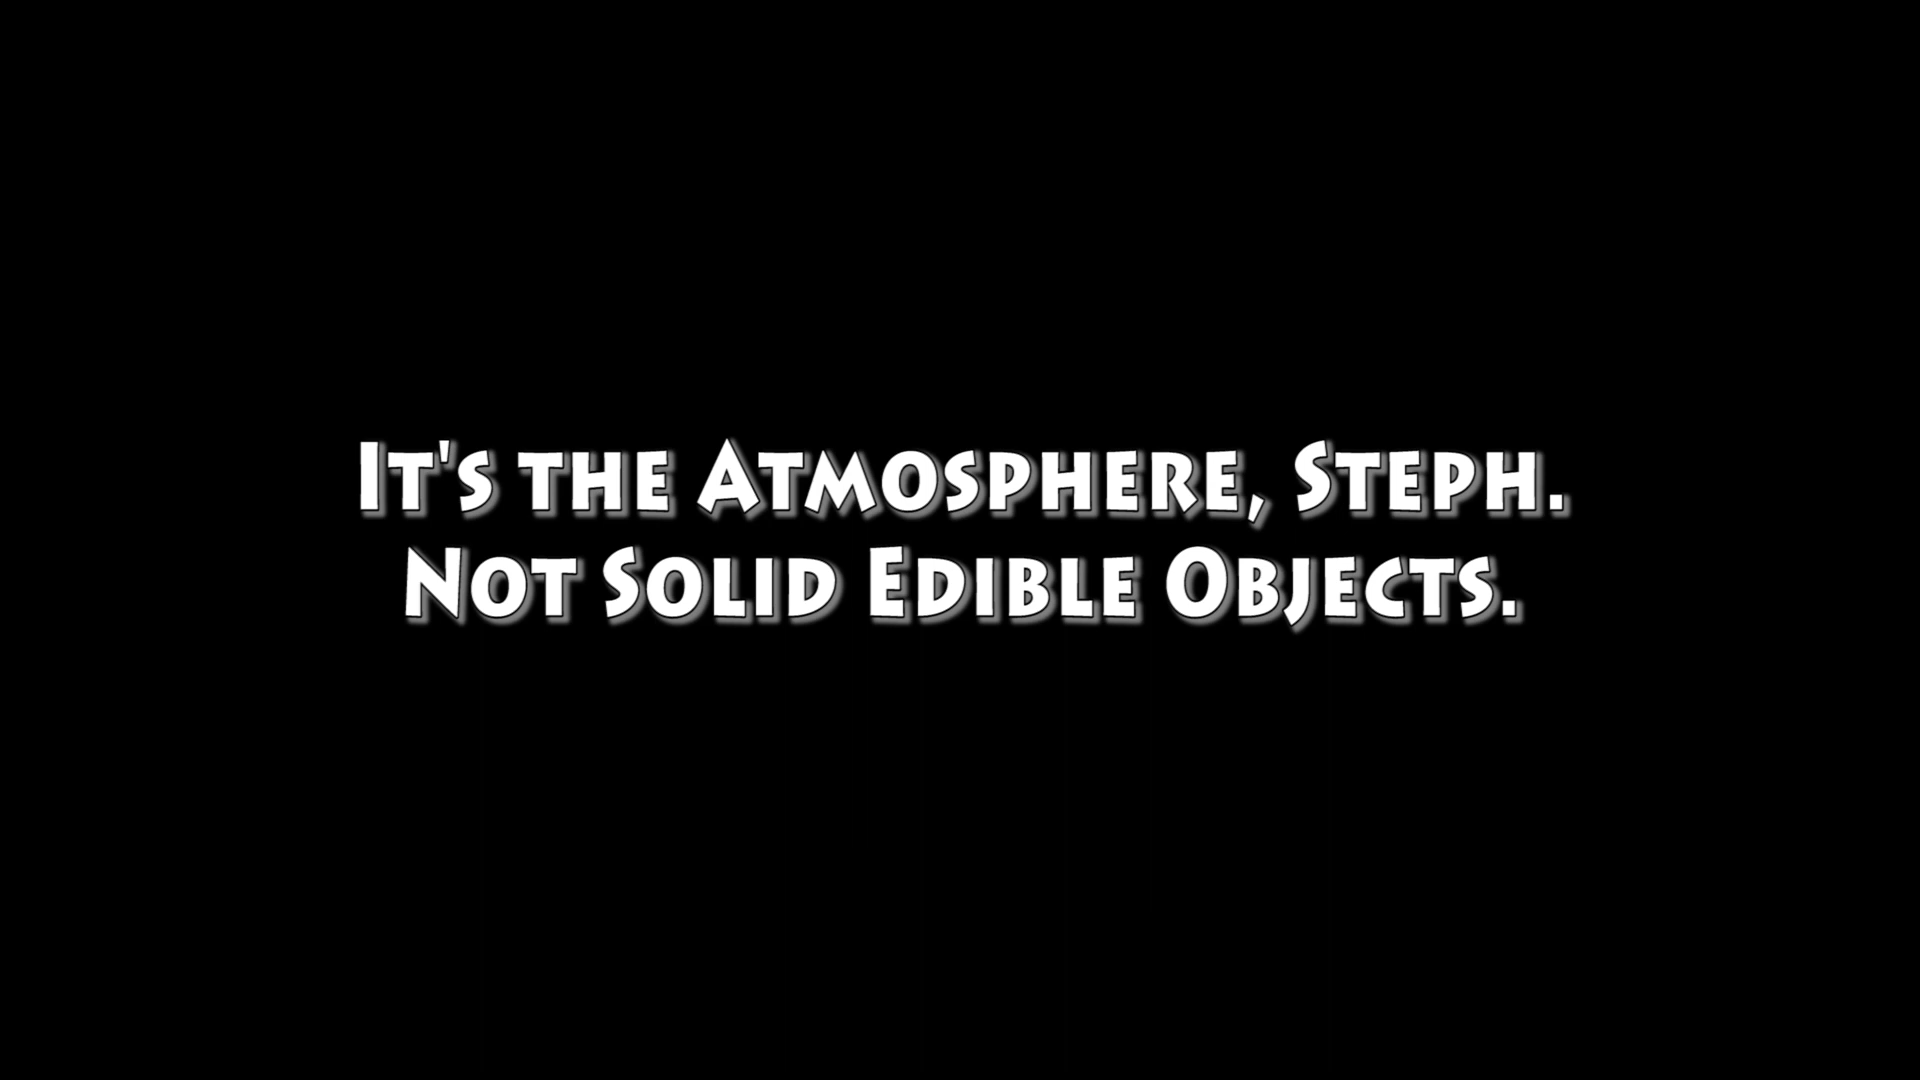 It's the Atmosphere, Steph.
Not Solid Edible Objects.